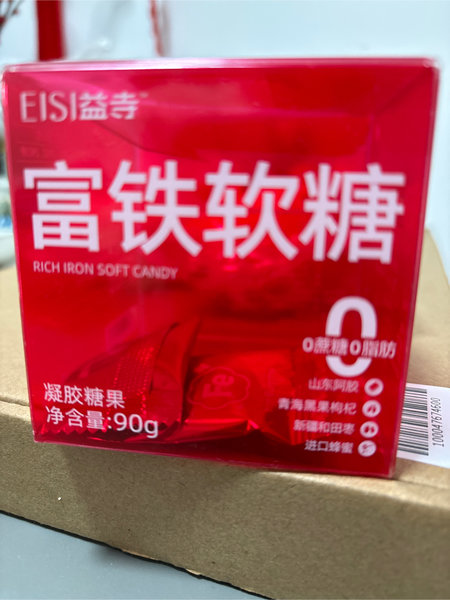 EISI益寺
富铁软糖
RICH IRON SOFT CANDY
0
0蔗糖0脂肪
山东阿胶
青海黑果枸杞
新疆和田枣
进口蜂蜜
凝胶糖果
净含量:90g
100047674600